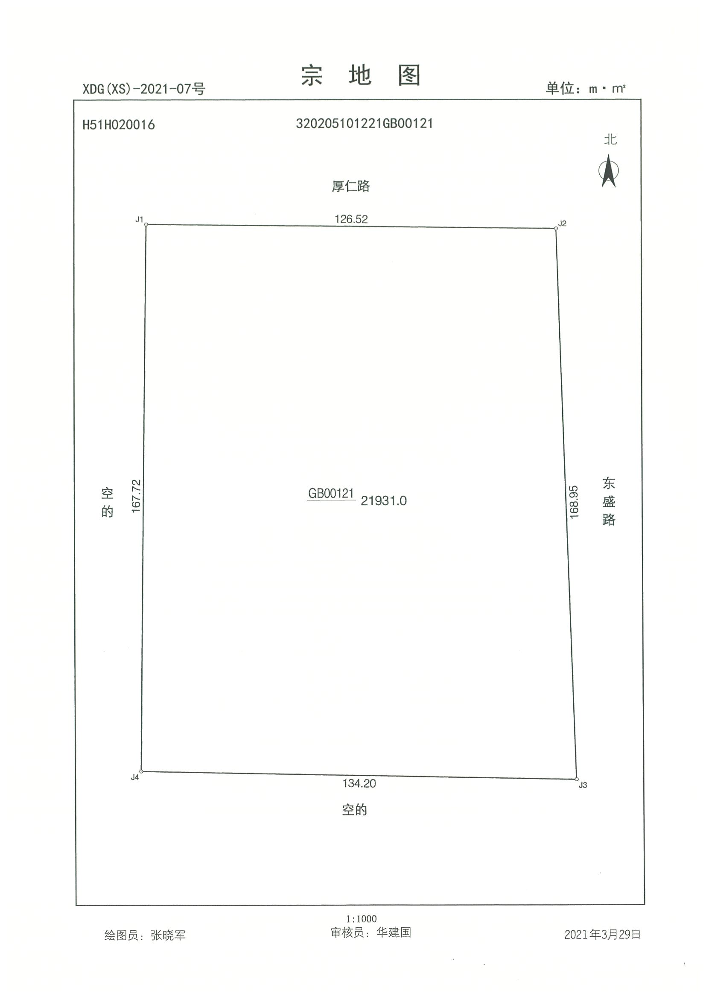 宗 地 图
XDG(XS)-2021-07号
单位：m·m²
H51H020016
320205101221GB00121
北
厚仁路
J1
126.52
J2
空的
167.72
GB00121
21931.0
168.95
东盛路
J4
134.20
J3
空的
1:1000
绘图员：张晓军
审核员：华建国
2021年3月29日